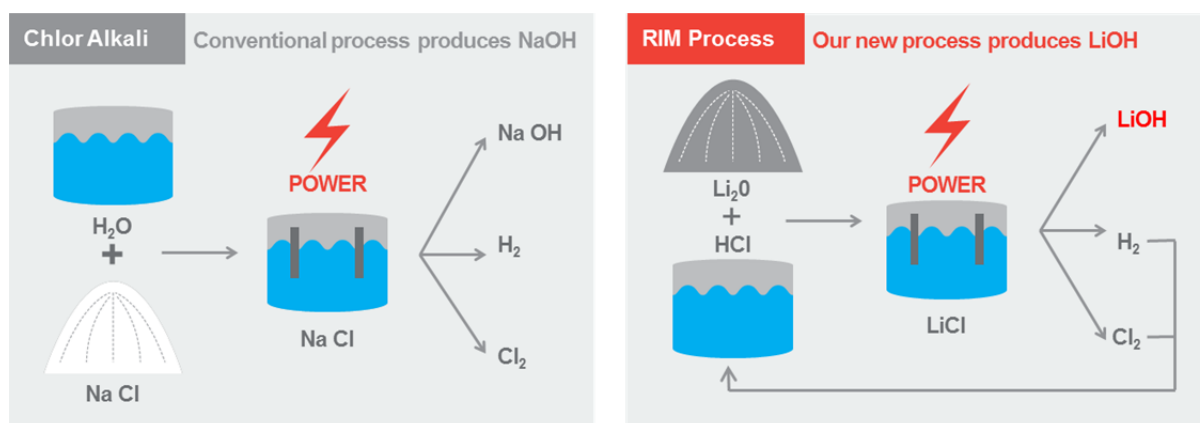 Chlor Alkali
Conventional process produces NaOH
H₂O
+
Na Cl
POWER
Na Cl
Na OH
H₂
Cl₂
RIM Process
Our new process produces LiOH
Li₂0
+
HCl
POWER
LiCl
LiOH
H₂
Cl₂